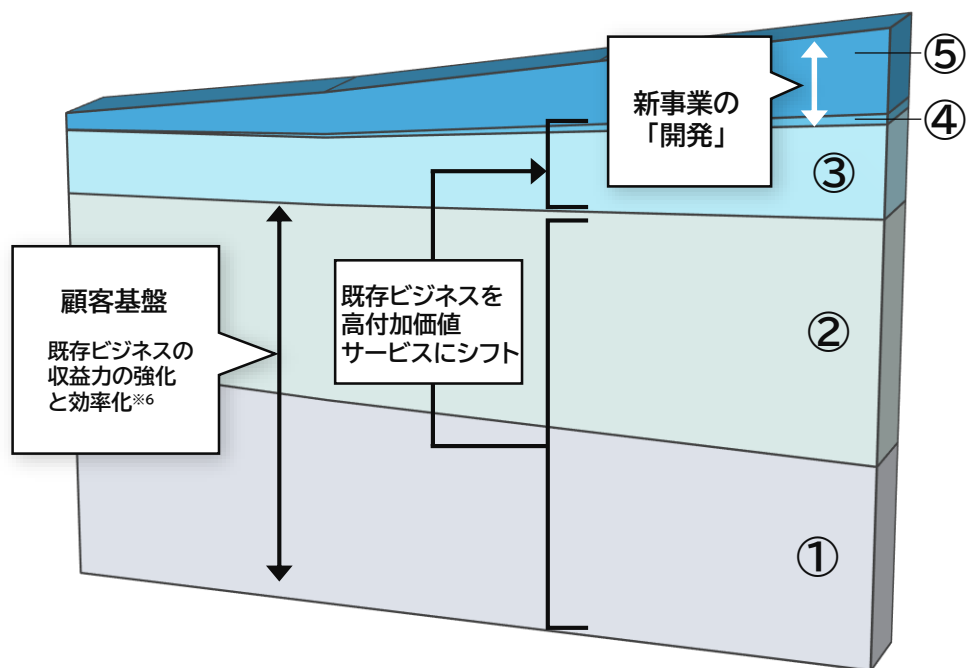 ⑤
新事業の
「開発」
④
③
顧客基盤
既存ビジネスの
収益力の強化
と効率化※6
既存ビジネスを
高付加価値
サービスにシフト
②
①